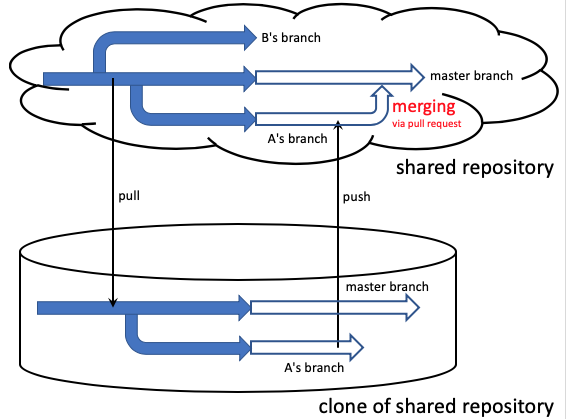 B's branch
master branch
merging
via pull request
A's branch
shared repository
pull
push
master branch
A's branch
clone of shared repository